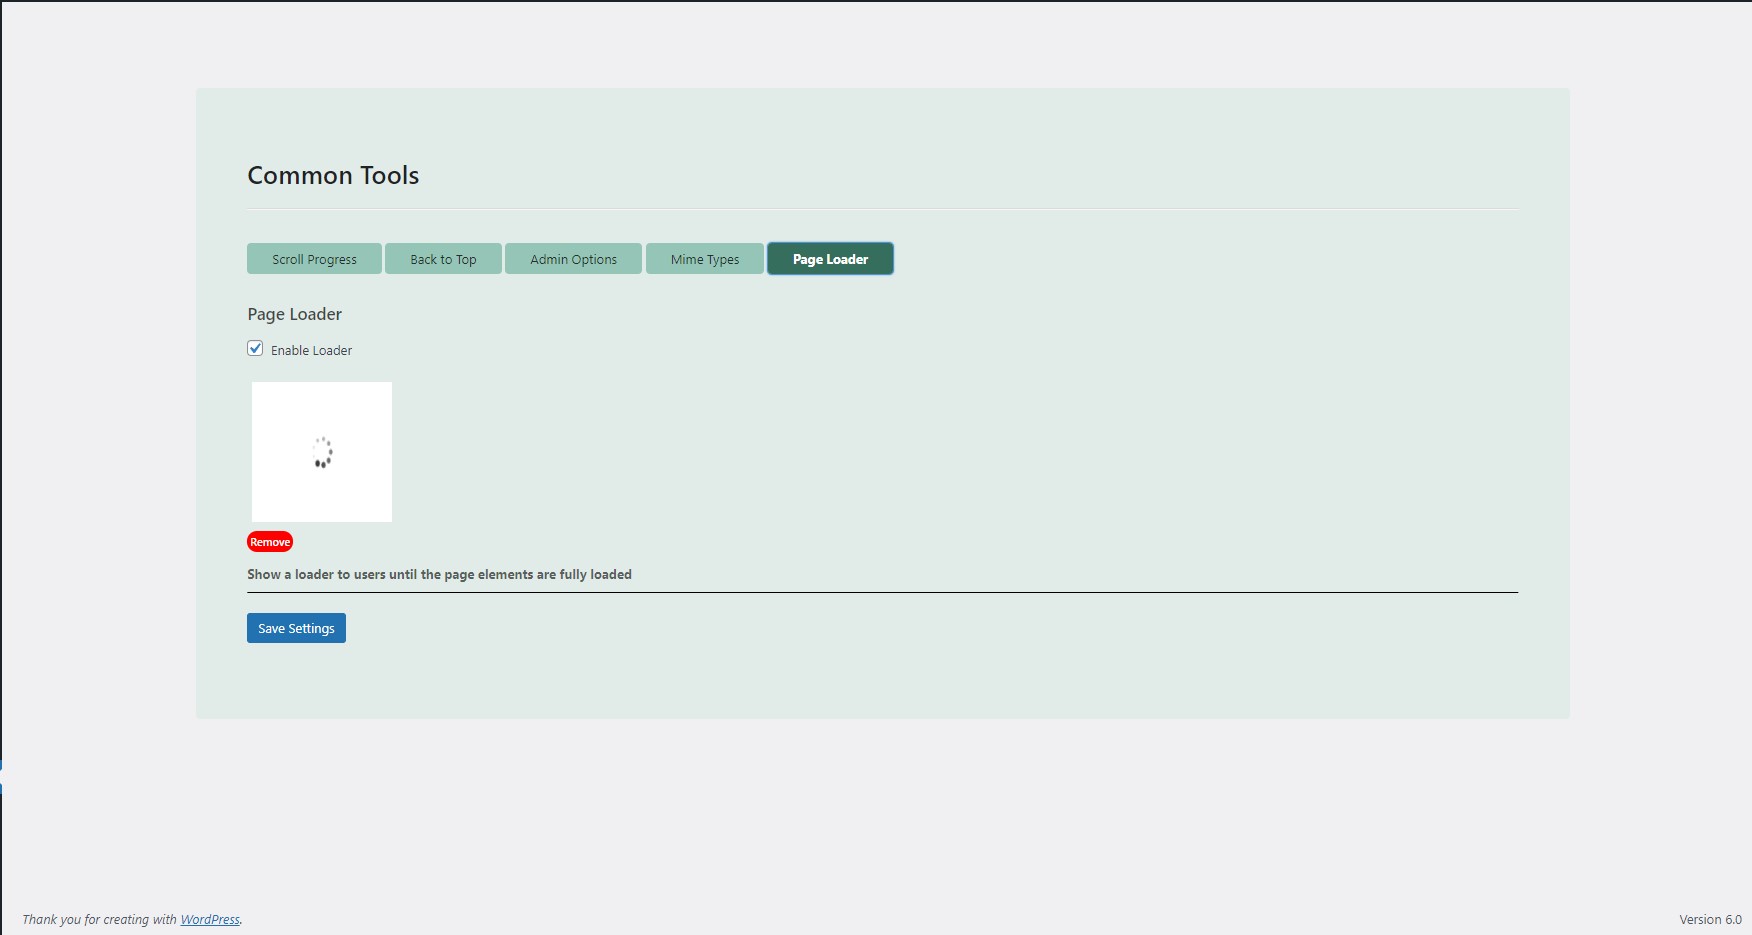 Common Tools
Scroll Progress Back to Top Admin Options Mime Types Page Loader
Page Loader
Enable Loader
Remove
Show a loader to users until the page elements are fully loaded
Save Settings
Thank you for creating with WordPress. Version 6.0